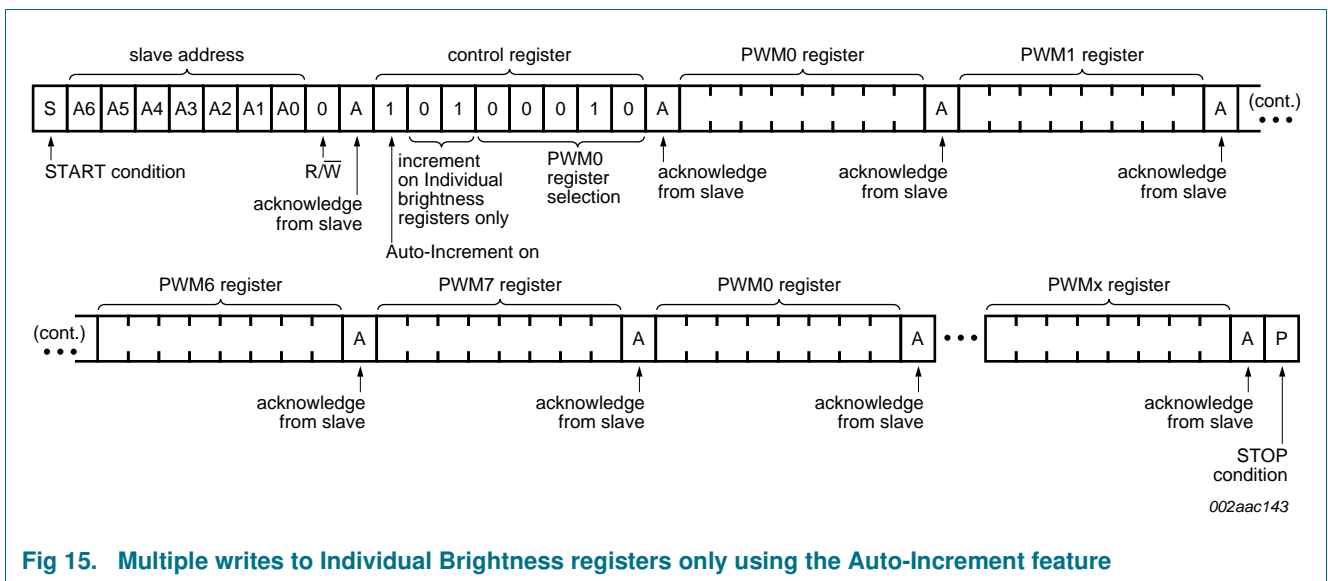 slave address control register PWM0 register PWM1 register
S A6 A5 A4 A3 A2 A1 A0 0 A 1 0 1 0 0 0 1 0 A A A (cont.)
START condition
R/W̅
acknowledge
from slave
Auto-Increment on
increment
on Individual
brightness
registers only
PWM0
register
selection
acknowledge
from slave
acknowledge
from slave
acknowledge
from slave
PWM6 register PWM7 register PWM0 register PWMx register
(cont.) A A A A P
acknowledge
from slave
acknowledge
from slave
acknowledge
from slave
acknowledge
from slave
STOP
condition
002aac143
Fig 15. Multiple writes to Individual Brightness registers only using the Auto-Increment feature